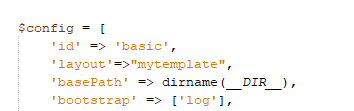 $config = [
    'id' => 'basic',
    'layout'=>"mytemplate",
    'basePath' => dirname(__DIR__),
    'bootstrap' => ['log'],